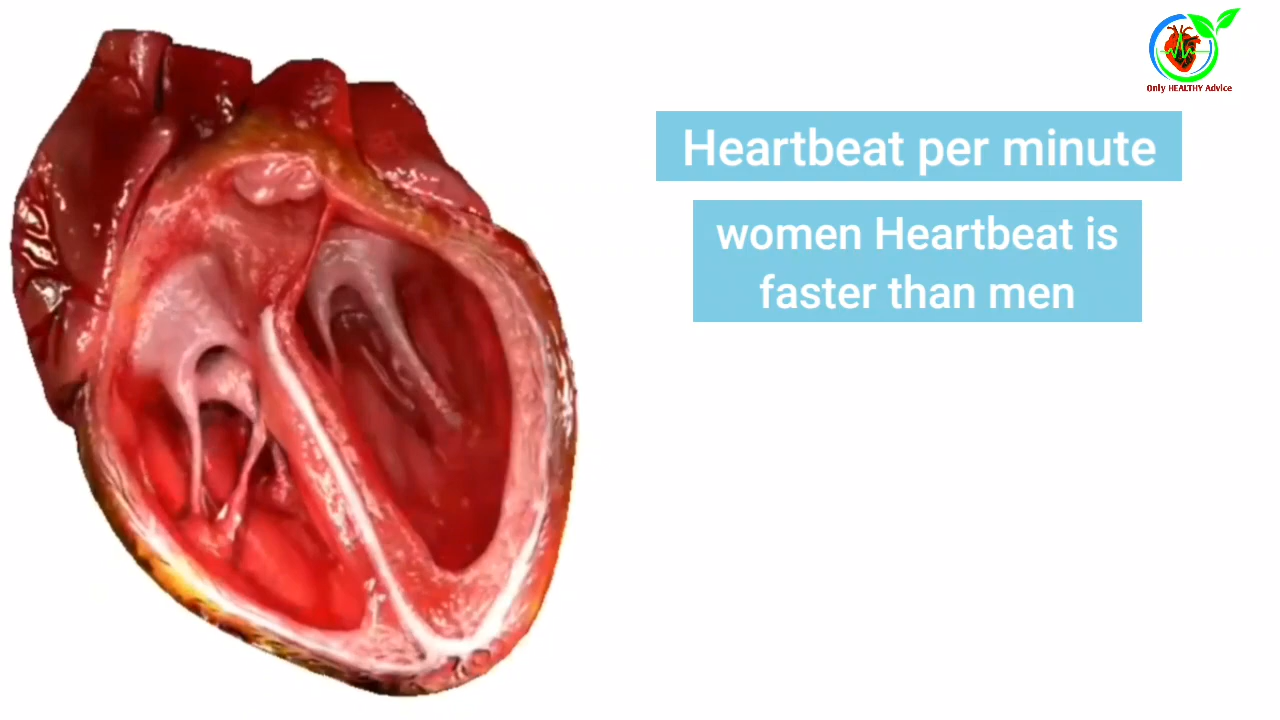 Only HEALTHY Advice
Heartbeat per minute
women Heartbeat is
faster than men